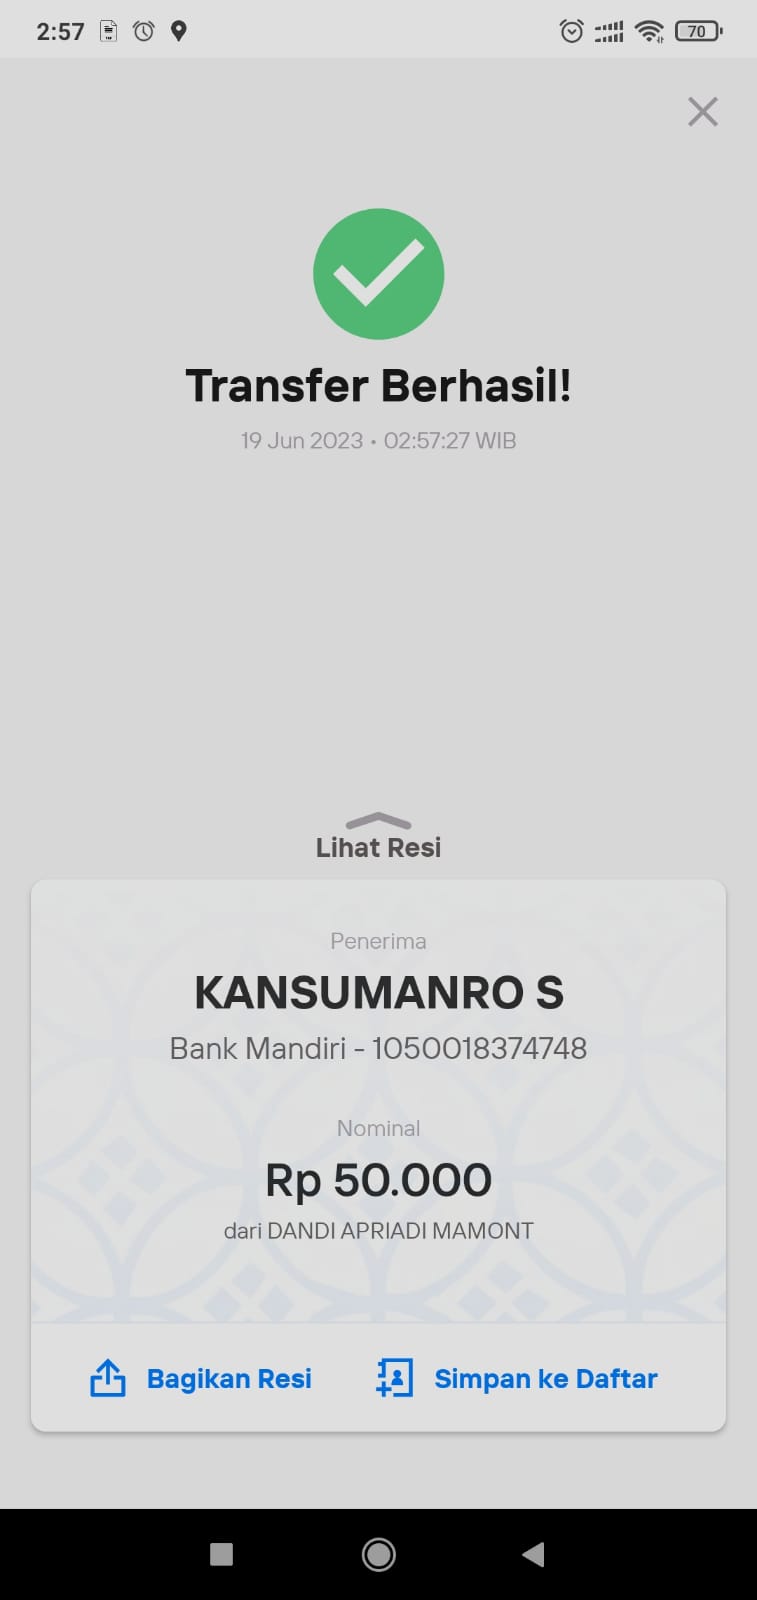 2:57
70
Transfer Berhasil!
19 Jun 2023 • 02:57:27 WIB
Lihat Resi
Penerima
KANSUMANRO S
Bank Mandiri - 1050018374748
Nominal
Rp 50.000
dari DANDI APRIADI MAMONT
Bagikan Resi
Simpan ke Daftar